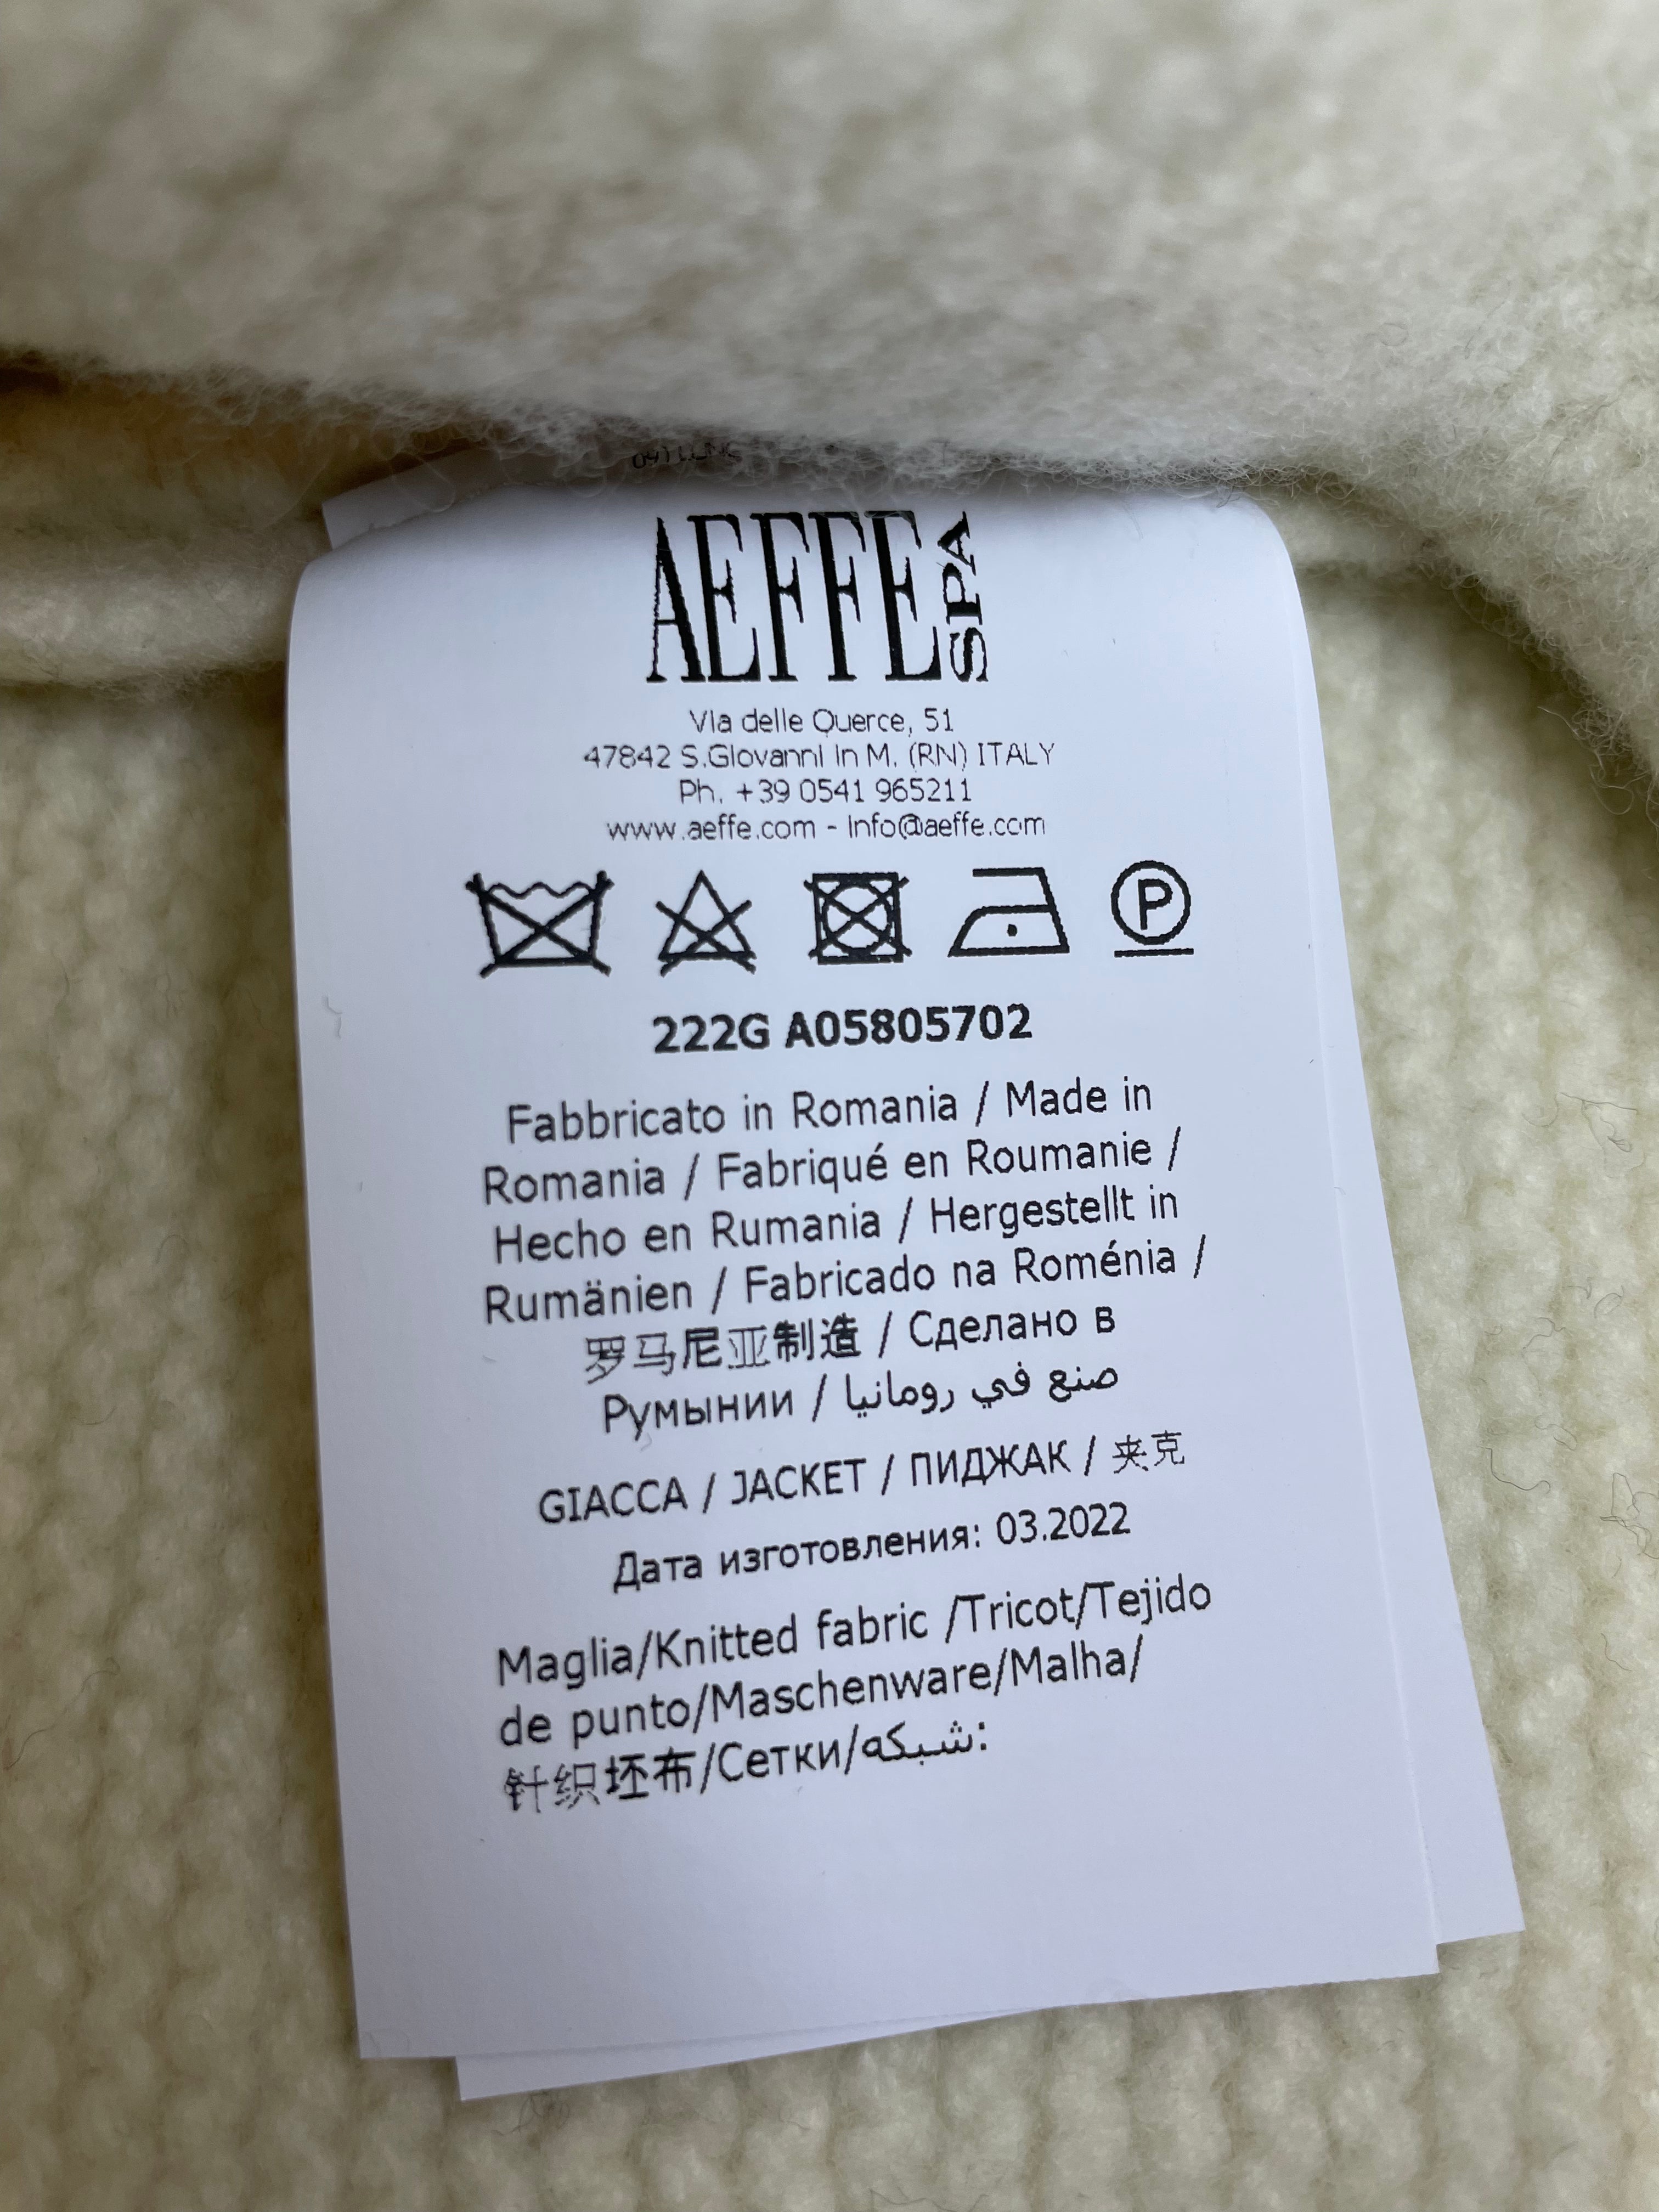 AEFFE SPA
Via delle Querce, 51
47842 S.Giovanni in M. (RN) ITALY
Ph. +39 0541 965211
www.aeffe.com - info@aeffe.com
P
222G A05805702
Fabbricato in Romania / Made in
Romania / Fabriqué en Roumanie /
Hecho en Rumania / Hergestellt in
Rumänien / Fabricado na Roménia /
罗马尼亚制造 / Сделано в
Румынии / صنع في رومانيا
GIACCA / JACKET / ПИДЖАК / 夹克
Дата изготовления: 03.2022
Maglia/Knitted fabric /Tricot/Tejido
de punto/Maschenware/Malha/
针织坯布/Сетки/شبكه: